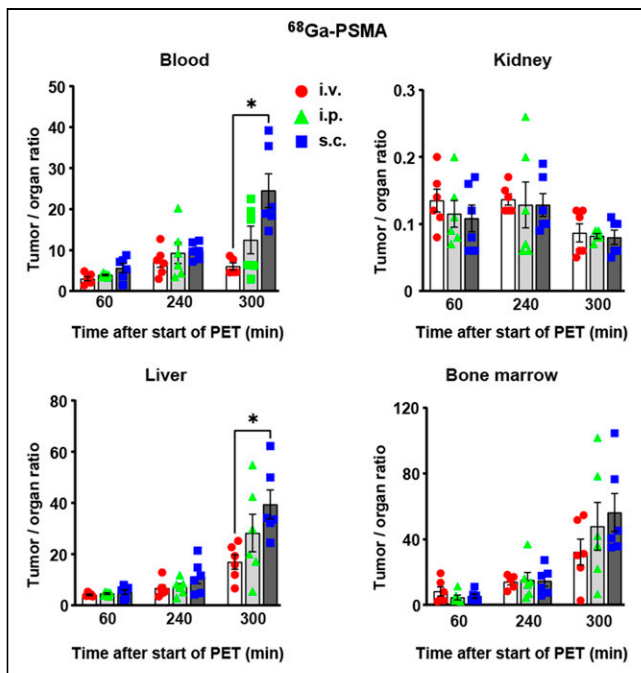 ⁶⁸Ga-PSMA
Blood
Tumor / organ ratio
50
40
30
20
10
0
*
60 240 300
Time after start of PET (min)
i.v.
i.p.
s.c.
Kidney
Tumor / organ ratio
0.3
0.2
0.1
0
60 240 300
Time after start of PET (min)
Liver
Tumor / organ ratio
80
60
40
20
0
*
60 240 300
Time after start of PET (min)
Bone marrow
Tumor / organ ratio
120
80
40
0
60 240 300
Time after start of PET (min)